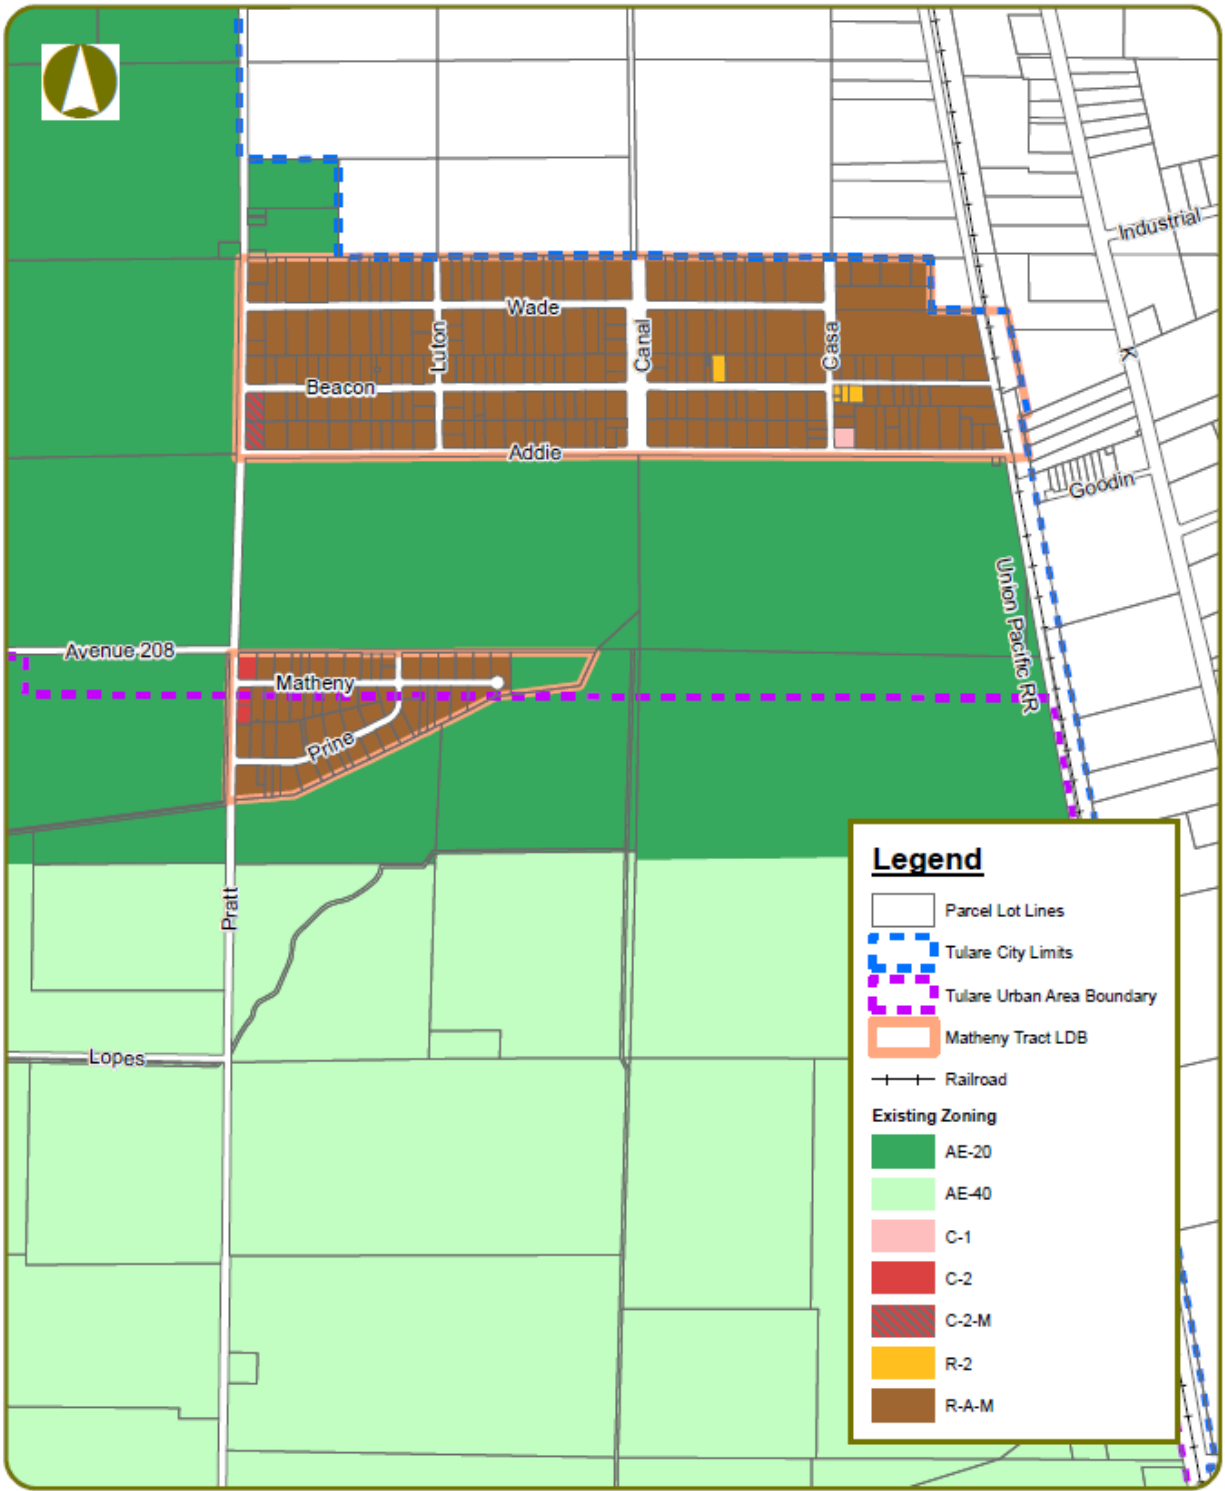 Industrial
Wade
Luton
Canal
Casa
K
Beacon
Addie
Goodin
Union Pacific RR
Avenue 208
Matheny
Prine
Pratt
Lopes
Legend
Parcel Lot Lines
Tulare City Limits
Tulare Urban Area Boundary
Matheny Tract LDB
Railroad
Existing Zoning
AE-20
AE-40
C-1
C-2
C-2-M
R-2
R-A-M